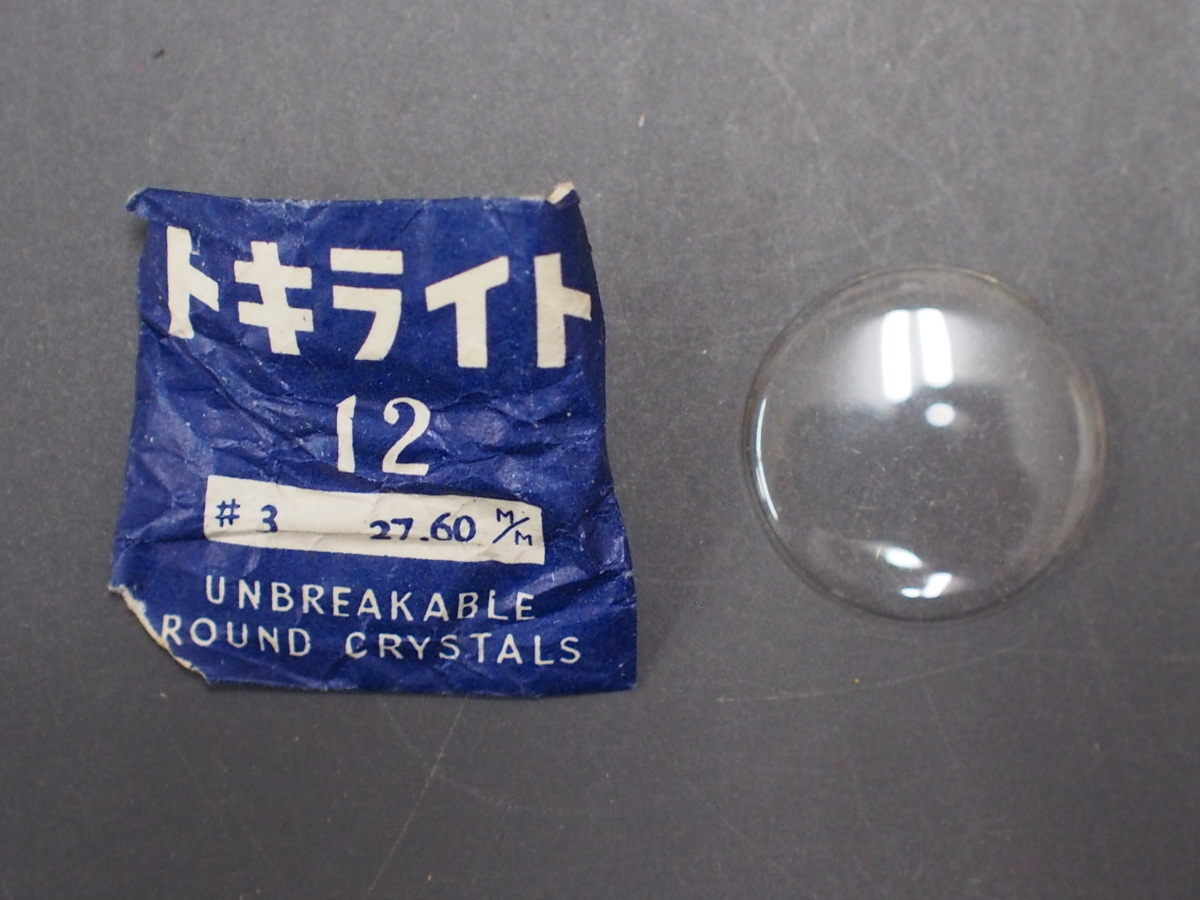 トキライト
12
# 3 27.60 M/M
UNBREAKABLE
ROUND CRYSTALS